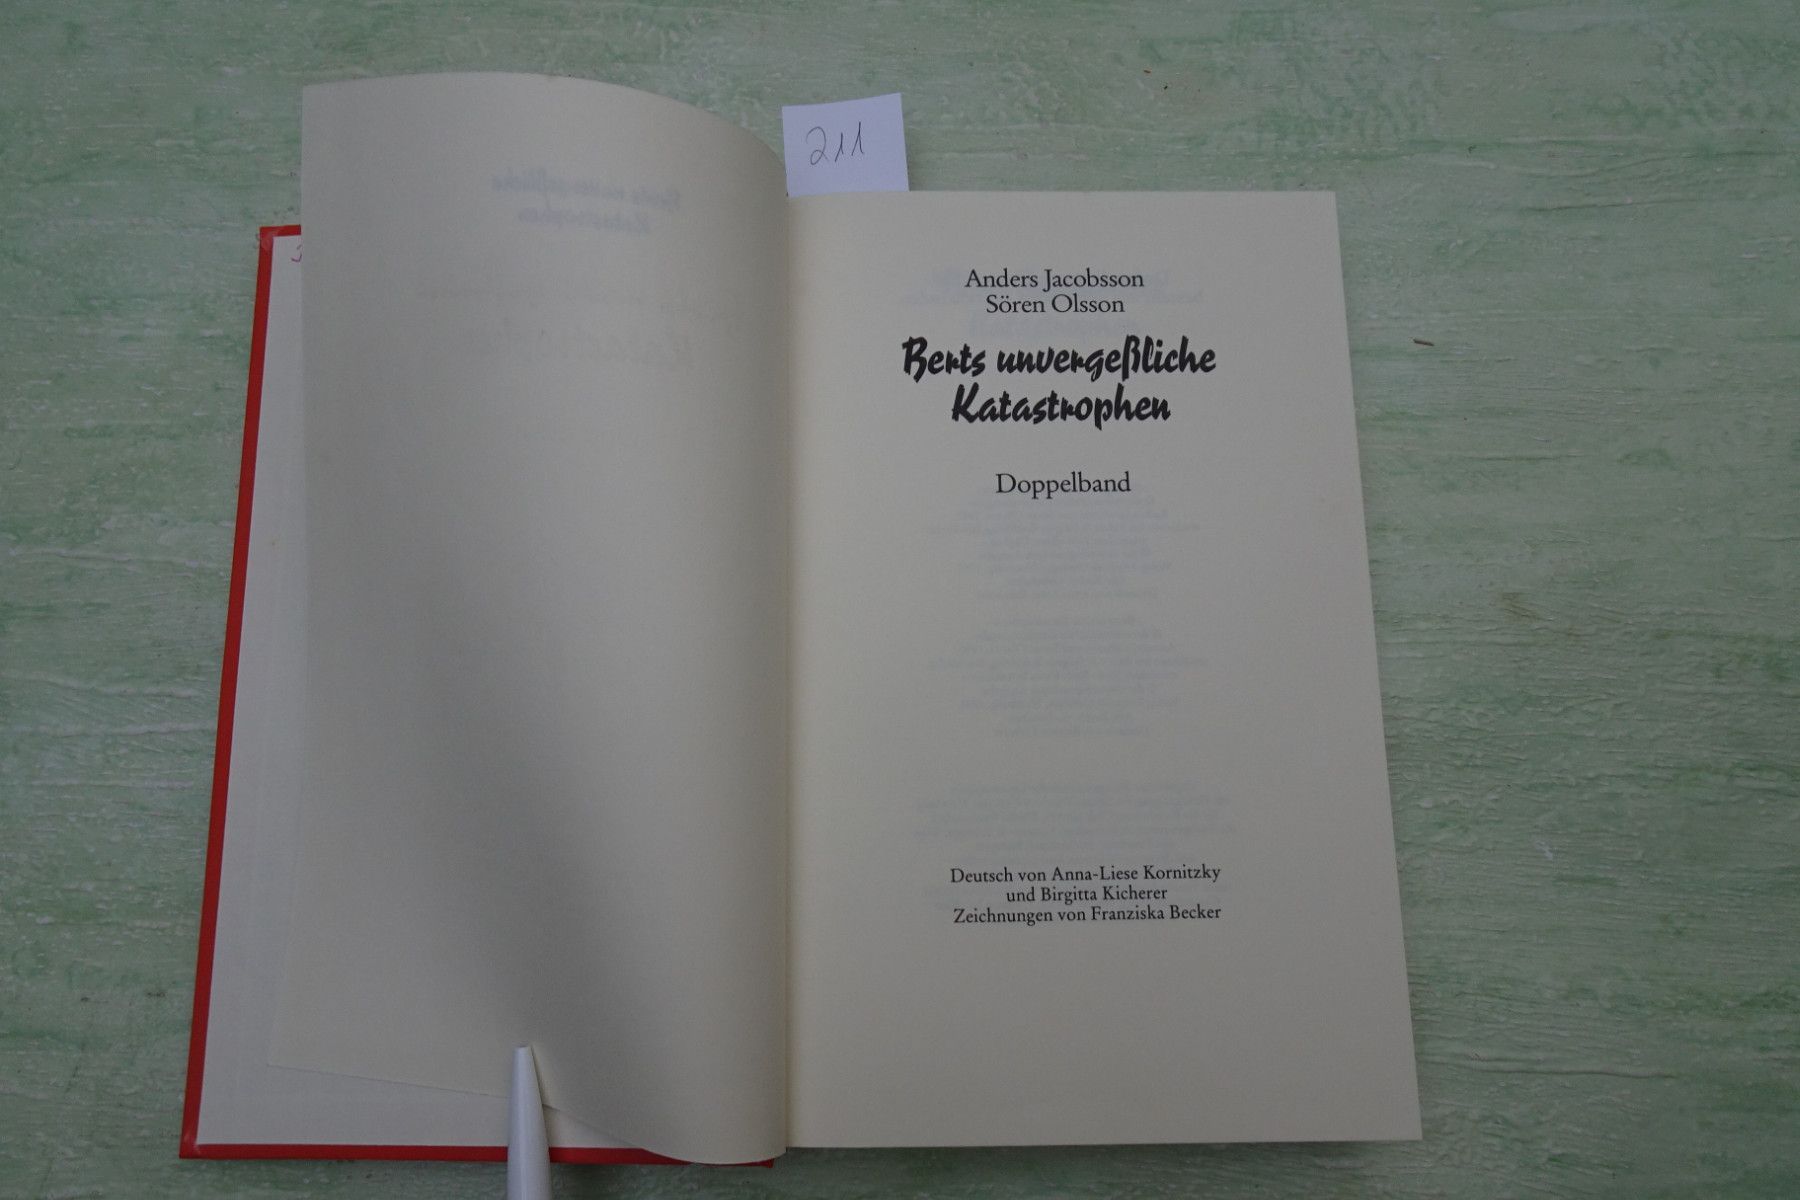 211
Anders Jacobsson
Sören Olsson
Berts unvergeßliche
Katastrophen
Doppelband
Deutsch von Anna-Liese Kornitzky
und Birgitta Kicherer
Zeichnungen von Franziska Becker